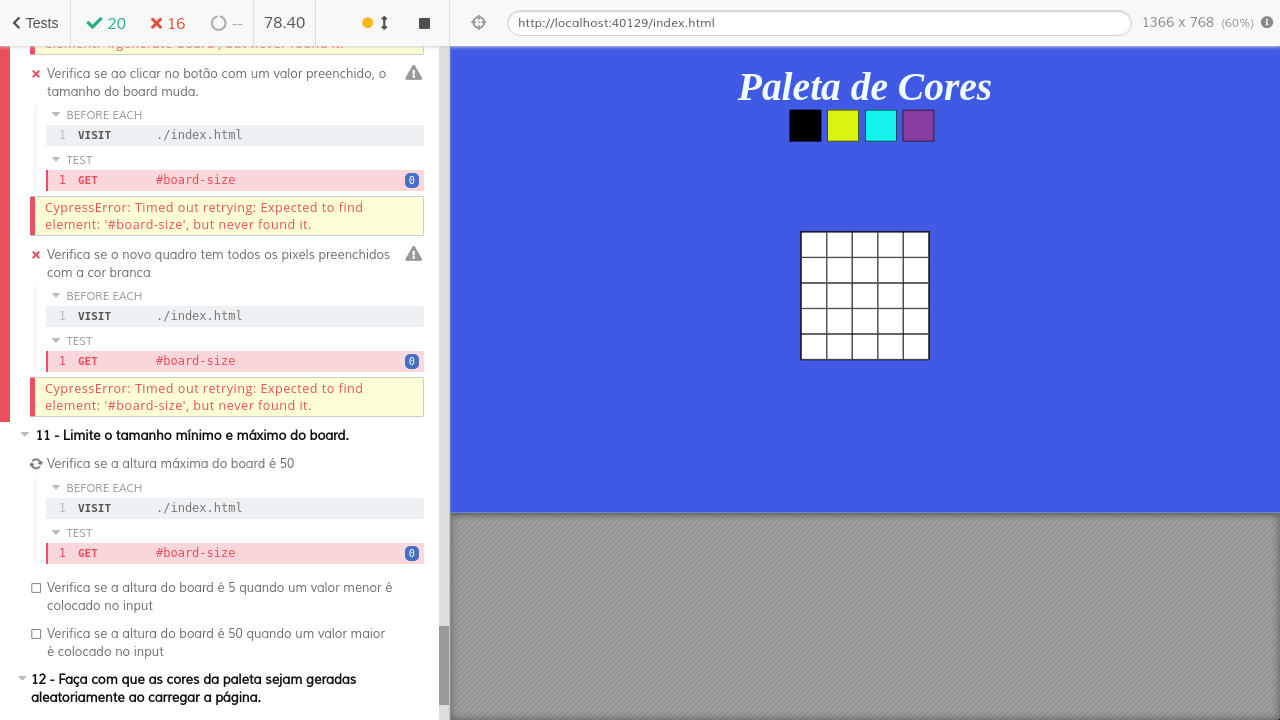 Tests 20 16 -- 78.40 http://localhost:40129/index.html 1366 x 768 (60%)
element: '#generate-board', but never found it.
Verifica se ao clicar no botão com um valor preenchido, o
tamanho do board muda.
BEFORE EACH
1 VISIT ./index.html
TEST
1 GET #board-size 0
CypressError: Timed out retrying: Expected to find
element: '#board-size', but never found it.
Verifica se o novo quadro tem todos os pixels preenchidos
com a cor branca
BEFORE EACH
1 VISIT ./index.html
TEST
1 GET #board-size 0
CypressError: Timed out retrying: Expected to find
element: '#board-size', but never found it.
11 - Limite o tamanho mínimo e máximo do board.
Verifica se a altura máxima do board é 50
BEFORE EACH
1 VISIT ./index.html
TEST
1 GET #board-size 0
Verifica se a altura do board é 5 quando um valor menor é
colocado no input
Verifica se a altura do board é 50 quando um valor maior
é colocado no input
12 - Faça com que as cores da paleta sejam geradas
aleatoriamente ao carregar a página.
Paleta de Cores